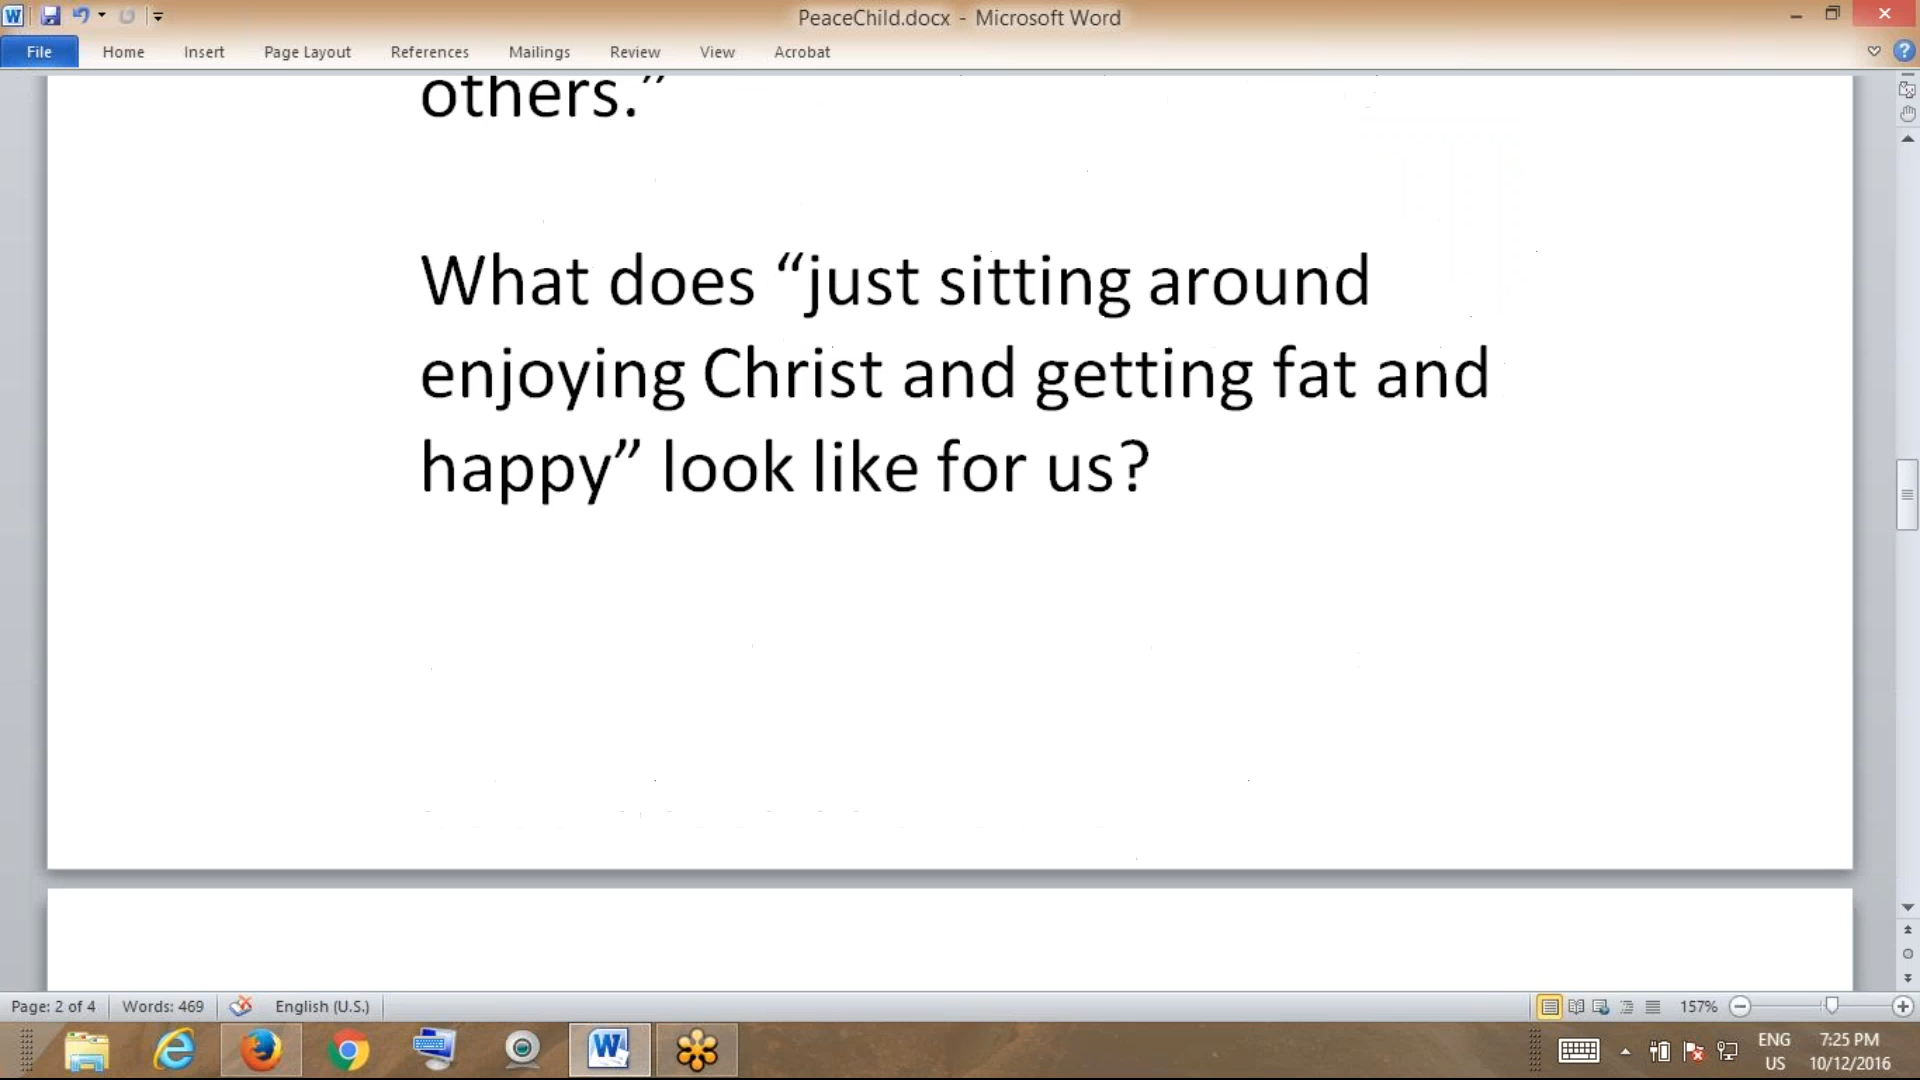 PeaceChild.docx - Microsoft Word
File Home Insert Page Layout References Mailings Review View Acrobat
others.”
What does “just sitting around
enjoying Christ and getting fat and
happy” look like for us?
Page: 2 of 4 Words: 469 English (U.S.) 157%
ENG 7:25 PM
US 10/12/2016